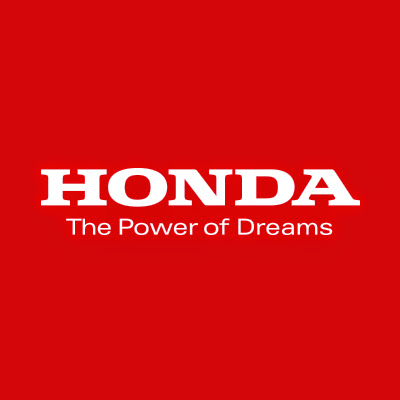 HONDA
The Power of Dreams